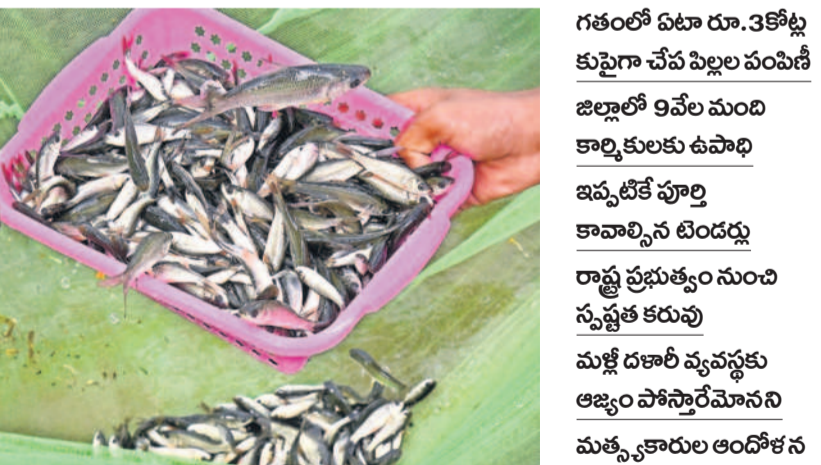 గతంలో ఏటా రూ.3కోట్ల
కుపైగా చేప పిల్లల పంపిణీ
జిల్లాలో 9వేల మంది
కార్మికులకు ఉపాధి
ఇప్పటికే పూర్తి
కావాల్సిన టెండర్లు
రాష్ట్ర ప్రభుత్వం నుంచి
స్పష్టత కరువు
మళ్లీ దళారీ వ్యవస్థకు
ఆజ్యం పోస్తారేమోనని
మత్స్యకారుల ఆందోళన